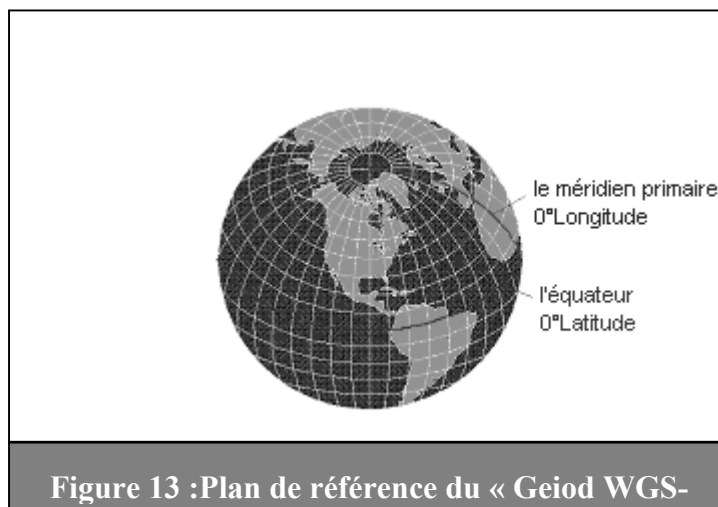 le méridien primaire
0°Longitude
l'équateur
0°Latitude
Figure 13 :Plan de référence du « Geiod WGS-